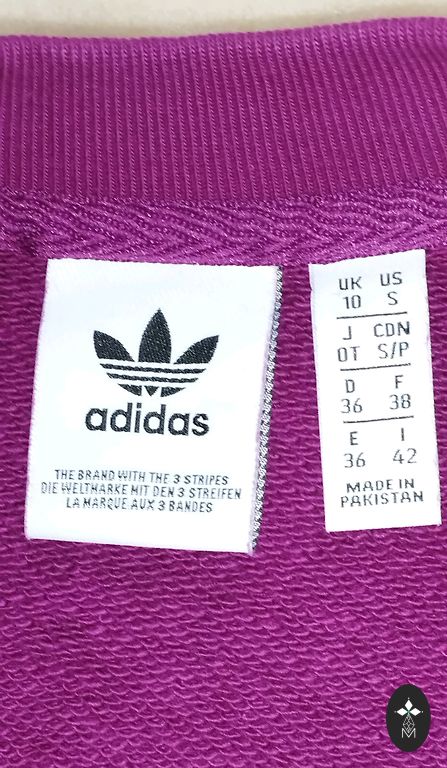 adidas
THE BRAND WITH THE 3 STRIPES
DIE WELTMARKE MIT DEN 3 STREIFEN
LA MARQUE AUX 3 BANDES
UK US
10 S
J CDN
OT S/P
D F
36 38
E I
36 42
MADE IN
PAKISTAN
M